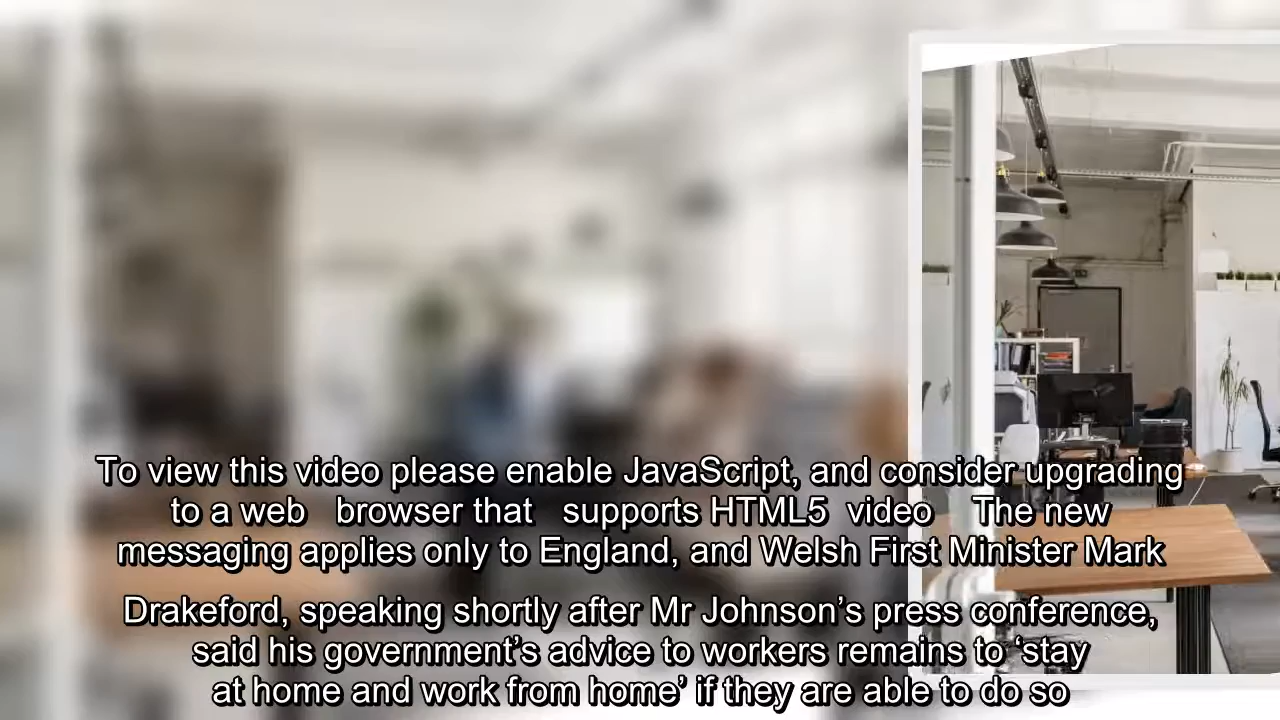 To view this video please enable JavaScript, and consider upgrading
to a web browser that supports HTML5 video The new
messaging applies only to England, and Welsh First Minister Mark
Drakeford, speaking shortly after Mr Johnson’s press conference,
said his government’s advice to workers remains to ‘stay
at home and work from home’ if they are able to do so